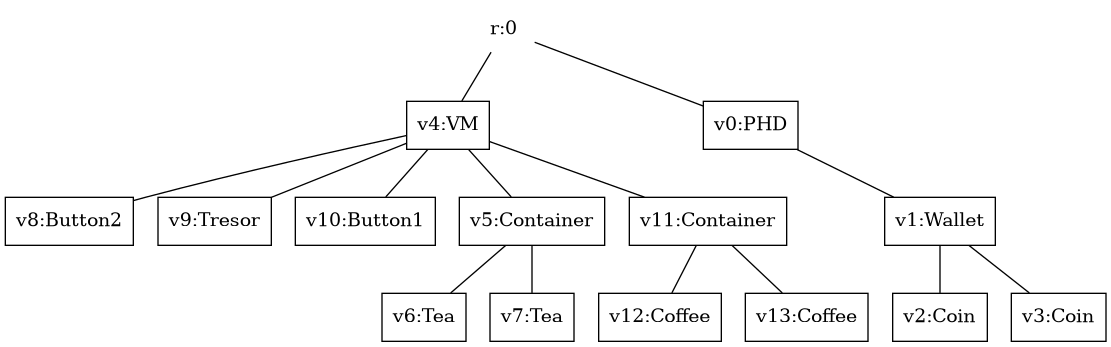 r:0
v4:VM
v0:PHD
v8:Button2
v9:Tresor
v10:Button1
v5:Container
v11:Container
v1:Wallet
v6:Tea
v7:Tea
v12:Coffee
v13:Coffee
v2:Coin
v3:Coin